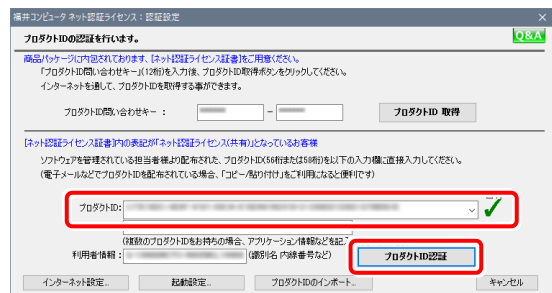 福井コンピュータ ネット認証ライセンス：認証設定
プロダクトIDの認証を行います。
Q&A
商品パッケージに内包されております、[ネット認証ライセンス証書]をご用意ください。
「プロダクトID問い合わせキー」(12桁)を入力後、プロダクトID取得ボタンをクリックしてください。
インターネットを通して、プロダクトIDを取得する事ができます。
プロダクトID問い合わせキー ：
－
プロダクトID 取得
[ネット認証ライセンス証書]内の表記が「ネット認証ライセンス(共有)」となっているお客様
ソフトウェアを管理されている担当者様より配布された、プロダクトID(56桁または58桁)を以下の入力欄に直接入力してください。
(電子メールなどでプロダクトIDを配布されている場合、「コピー/貼り付け」をご利用になると便利です)
プロダクトID：
(複数のプロダクトIDをお持ちの場合、アプリケーション情報などを記
利用者情報：
(識別名 内線番号など)
プロダクトID認証
インターネット設定...
起動設定...
プロダクトIDのインポート...
キャンセル